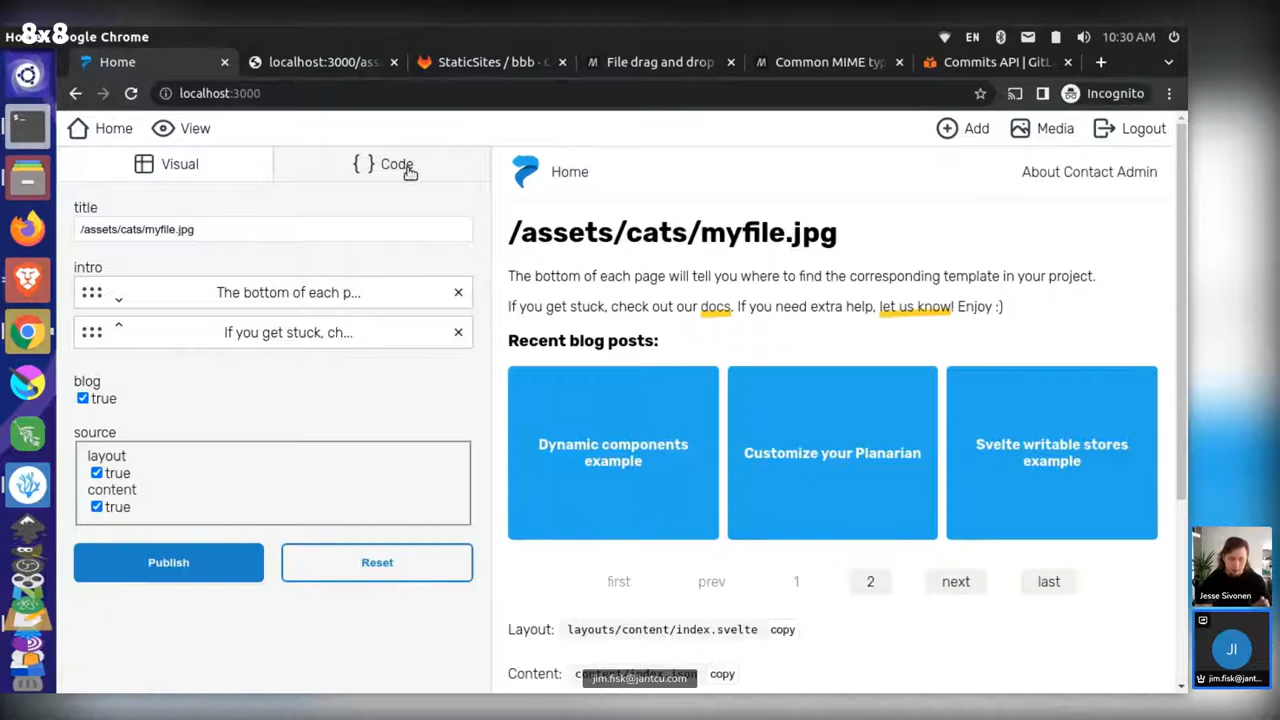 8x8
Ho
ogle Chrome
EN
10:30 AM
Home
localhost:3000/ass
StaticSites / bbb · 
File drag and drop
Common MIME typ
Commits API | GitL
localhost:3000
Incognito
Home
View
Add
Media
Logout
Visual
{ } Code
Home
About Contact Admin
title
/assets/cats/myfile.jpg
/assets/cats/myfile.jpg
intro
The bottom of each p...
If you get stuck, ch...
The bottom of each page will tell you where to find the corresponding template in your project.
If you get stuck, check out our docs. If you need extra help, let us know! Enjoy :)
Recent blog posts:
blog
true
source
layout
true
content
true
Dynamic components
example
Customize your Planarian
Svelte writable stores
example
Publish
Reset
first
prev
1
2
next
last
Layout: layouts/content/index.svelte copy
Content: content/index.json copy
jim.fisk@jantcu.com
Jesse Sivonen
JI
jim.fisk@jant...